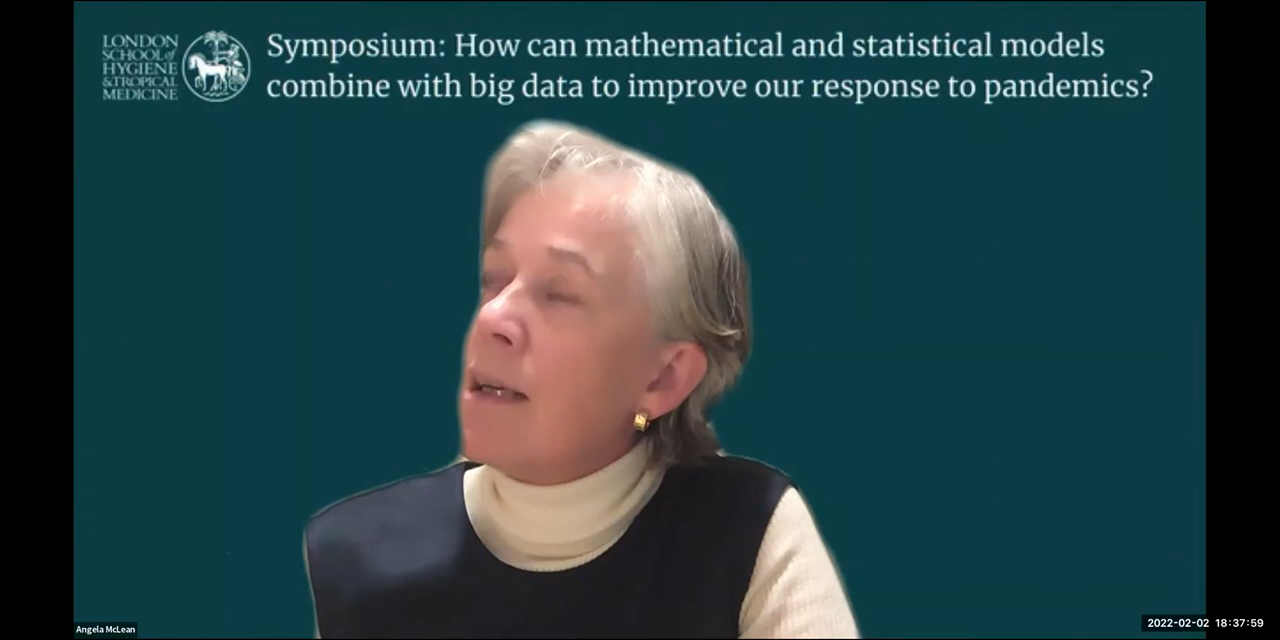 LONDON
SCHOOL of
HYGIENE
& TROPICAL
MEDICINE
Symposium: How can mathematical and statistical models
combine with big data to improve our response to pandemics?
Angela McLean
2022-02-02 18:37:59